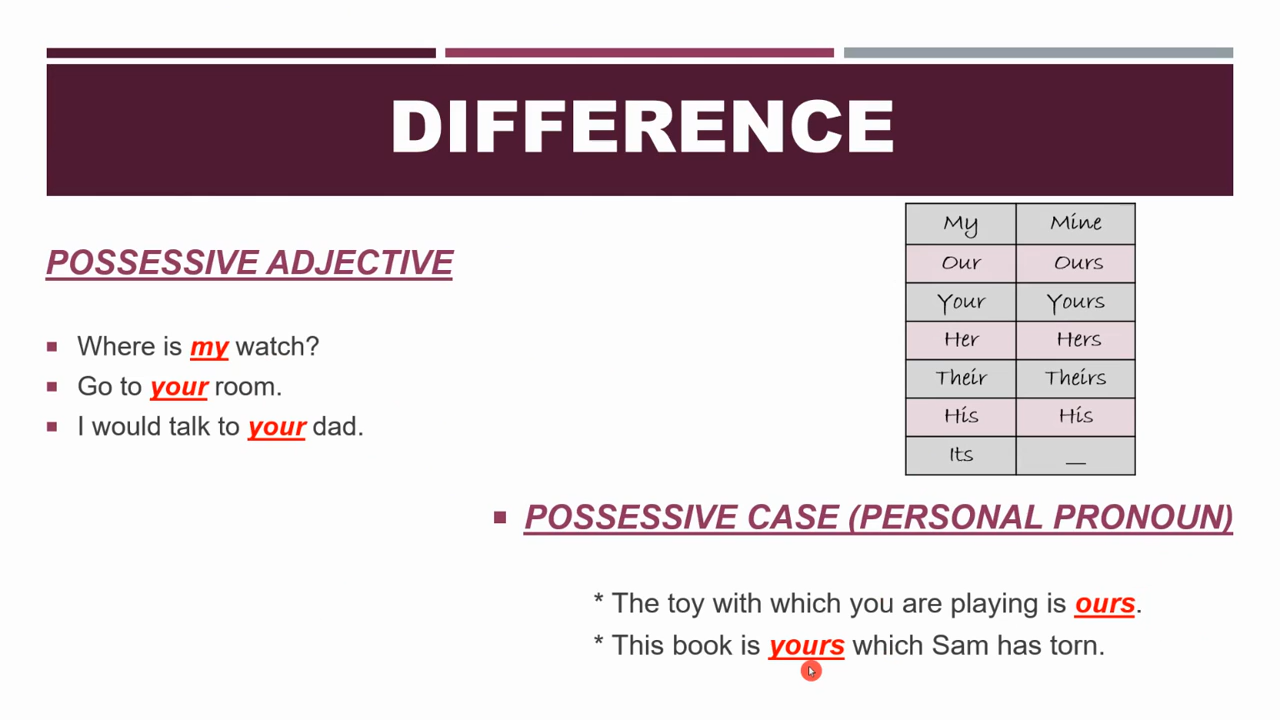 DIFFERENCE
POSSESSIVE ADJECTIVE
▪ Where is my watch?
▪ Go to your room.
▪ I would talk to your dad.
My Mine
Our Ours
Your Yours
Her Hers
Their Theirs
His His
Its __
▪ POSSESSIVE CASE (PERSONAL PRONOUN)
* The toy with which you are playing is ours.
* This book is yours which Sam has torn.